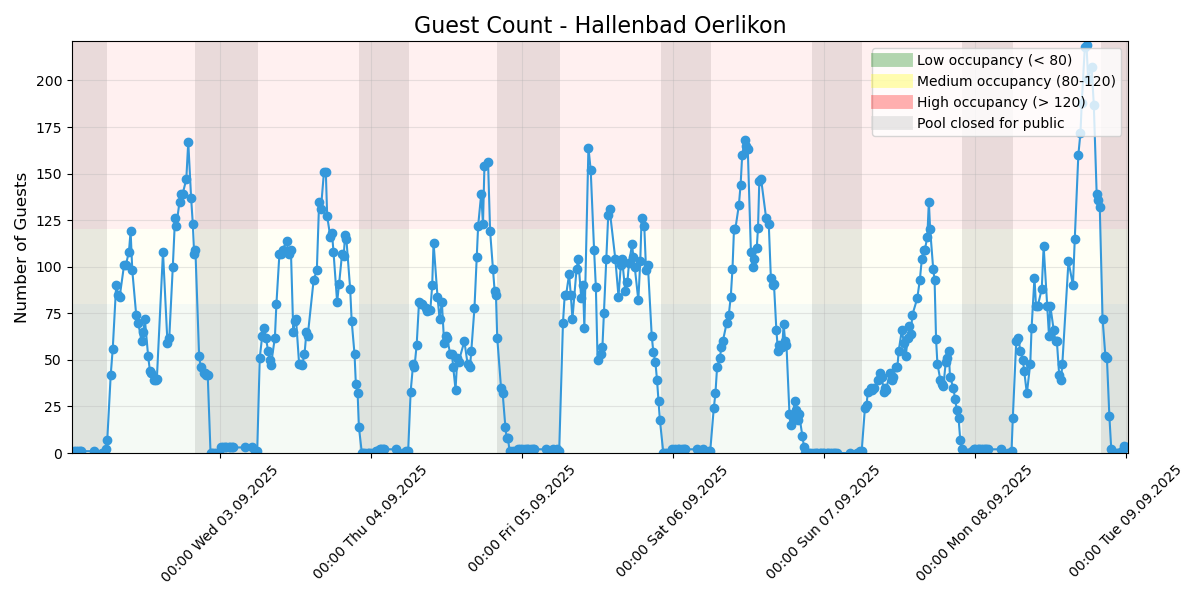 Guest Count - Hallenbad Oerlikon
Number of Guests
200
175
150
125
100
75
50
25
0
Low occupancy (< 80)
Medium occupancy (80-120)
High occupancy (> 120)
Pool closed for public
00:00 Wed 03.09.2025
00:00 Thu 04.09.2025
00:00 Fri 05.09.2025
00:00 Sat 06.09.2025
00:00 Sun 07.09.2025
00:00 Mon 08.09.2025
00:00 Tue 09.09.2025